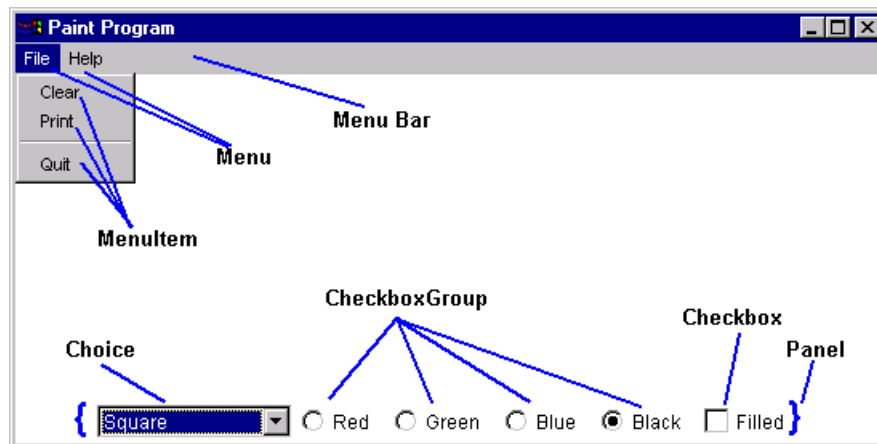 Paint Program
File Help
Clear
Print
Quit
Menu Bar
Menu
MenuItem
CheckboxGroup
Checkbox
Choice
Panel
{ Square Red Green Blue Black Filled }